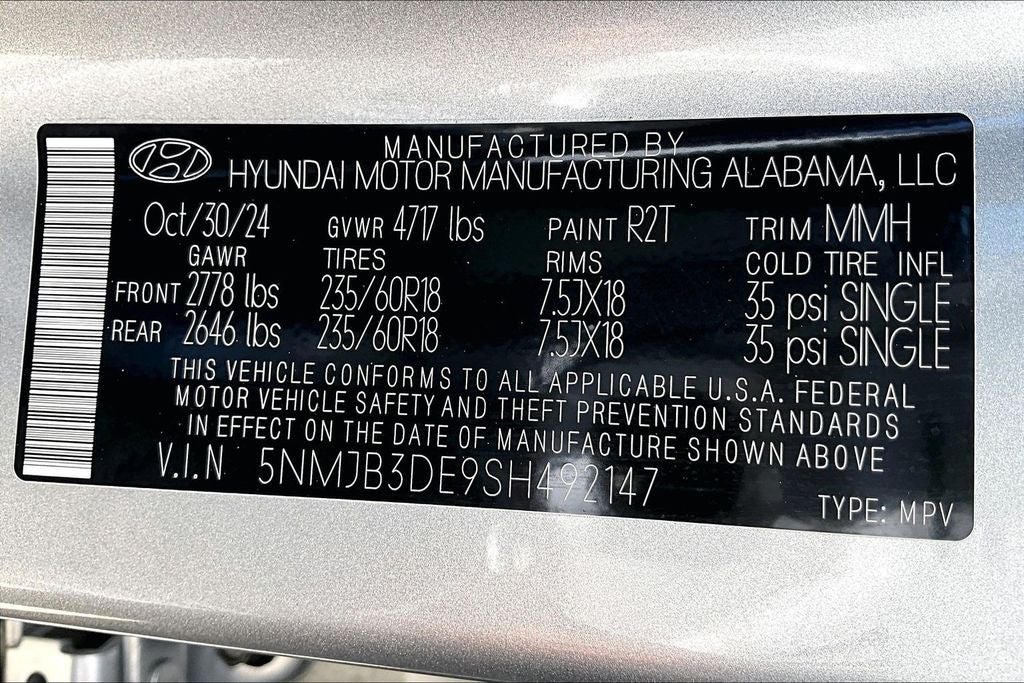 MANUFACTURED BY
HYUNDAI MOTOR MANUFACTURING ALABAMA, LLC
Oct/30/24 GVWR 4717 lbs PAINT R2T TRIM MMH
GAWR TIRES RIMS COLD TIRE INFL
FRONT 2778 lbs 235/60R18 7.5JX18 35 psi SINGLE
REAR 2646 lbs 235/60R18 7.5JX18 35 psi SINGLE
THIS VEHICLE CONFORMS TO ALL APPLICABLE U.S.A. FEDERAL
MOTOR VEHICLE SAFETY AND THEFT PREVENTION STANDARDS
IN EFFECT ON THE DATE OF MANUFACTURE SHOWN ABOVE
V.I.N 5NMJB3DE9SH492147
TYPE: MPV